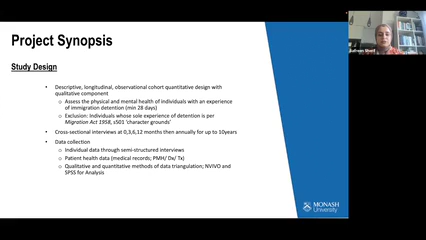 Project Synopsis
Study Design
• Descriptive, longitudinal, observational cohort quantitative design with
qualitative component
o Assess the physical and mental health of individuals with an experience
of immigration detention (min 28 days)
o Exclusion: Individuals whose sole experience of detention is per
Migration Act 1958, s501 'character grounds'
• Cross-sectional interviews at 0,3,6,12 months then annually for up to 10years
• Data collection
o Individual data through semi-structured interviews
o Patient health data (medical records; PMH/ Dx/ Tx)
o Qualitative and quantitative methods of data triangulation; NVIVO and
SPSS for Analysis
MONASH
University